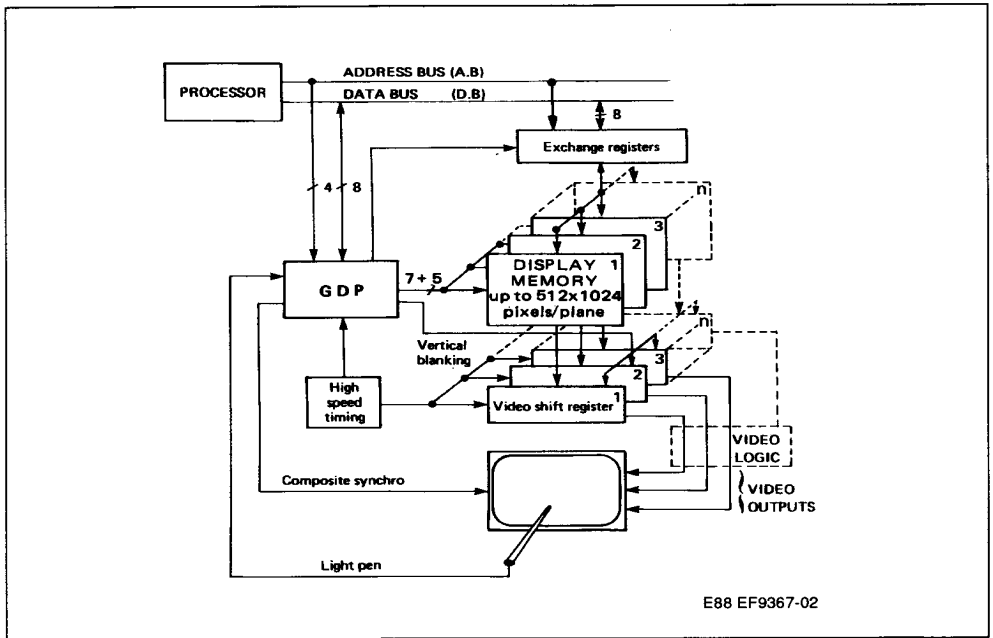 ADDRESS BUS (A.B)
PROCESSOR
DATA BUS (D.B)
8
Exchange registers
4
8
n
3
2
1
DISPLAY
MEMORY
up to 512x1024
pixels/plane
7 + 5
GDP
Vertical
blanking
n
3
2
1
Video shift register
High
speed
timing
VIDEO
LOGIC
Composite synchro
VIDEO
OUTPUTS
Light pen
E88 EF9367-02